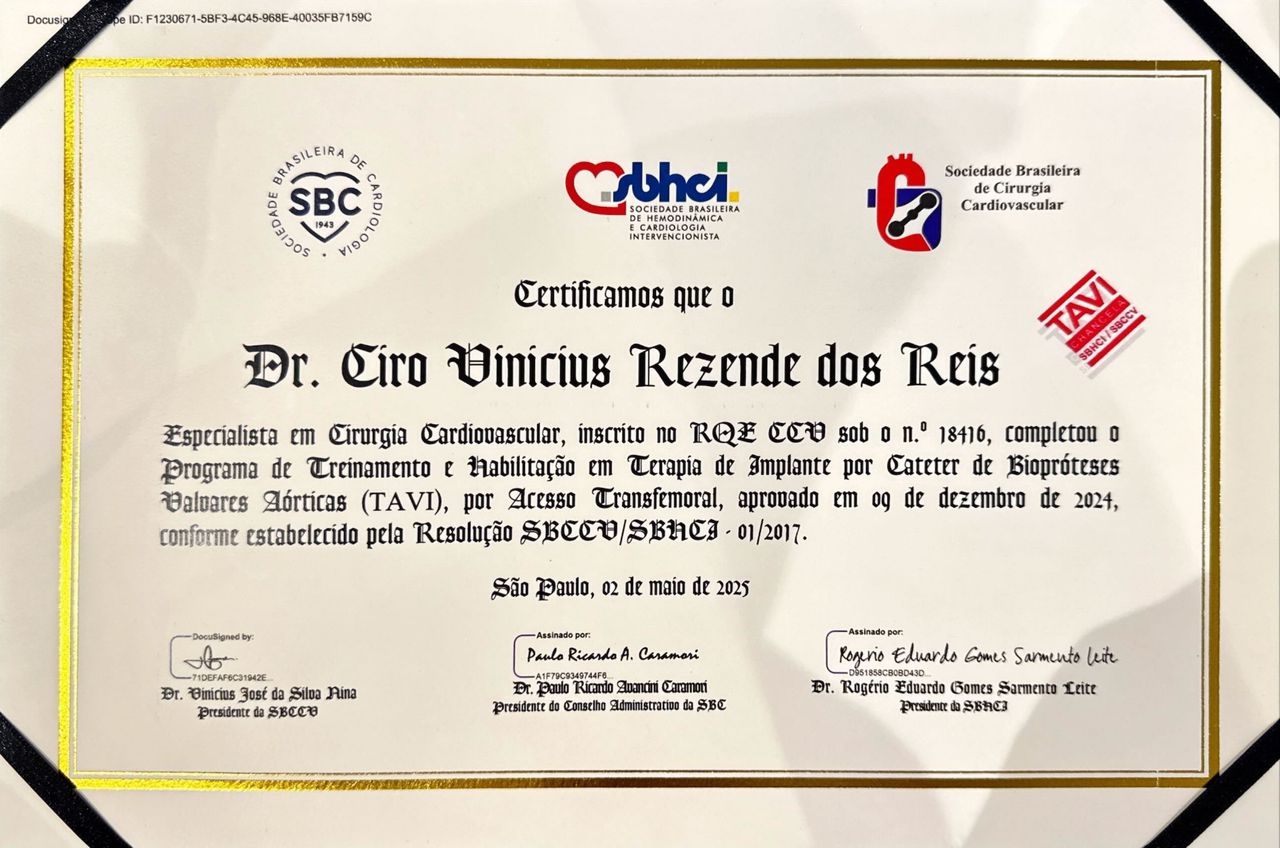 Docusign pe ID: F1230671-5BF3-4C45-968E-40035FB7159C
SOCIEDADE BRASILEIRA DE CARDIOLOGIA
SBC
1943
sbhci
SOCIEDADE BRASILEIRA
DE HEMODINÂMICA
E CARDIOLOGIA
INTERVENCIONISTA
Sociedade Brasileira
de Cirurgia
Cardiovascular
TAVI
CHANCELA
SBHCI / SBCCV
Certificamos que o
Dr. Ciro Vinicius Rezende dos Reis
Especialista em Cirurgia Cardiovascular, inscrito no RQE CCV sob o n.º 18416, completou o
Programa de Treinamento e Habilitação em Terapia de Implante por Cateter de Biopróteses
Valvares Aórticas (TAVI), por Acesso Transfemoral, aprovado em 09 de dezembro de 2024,
conforme estabelecido pela Resolução SBCCV/SBHCI - 01/2017.
São Paulo, 02 de maio de 2025
DocuSigned by:
71DEFAF6C31942E...
Dr. Vinicius José da Silva Nina
Presidente da SBCCV
Assinado por:
Paulo Ricardo A. Caramori
A1F79C9349744F6...
Dr. Paulo Ricardo Avancini Caramori
Presidente do Conselho Administrativo da SBC
Assinado por:
Rogerio Eduardo Gomes Sarmento Leite
D951858CB0BD43D...
Dr. Rogério Eduardo Gomes Sarmento Leite
Presidente da SBHCI